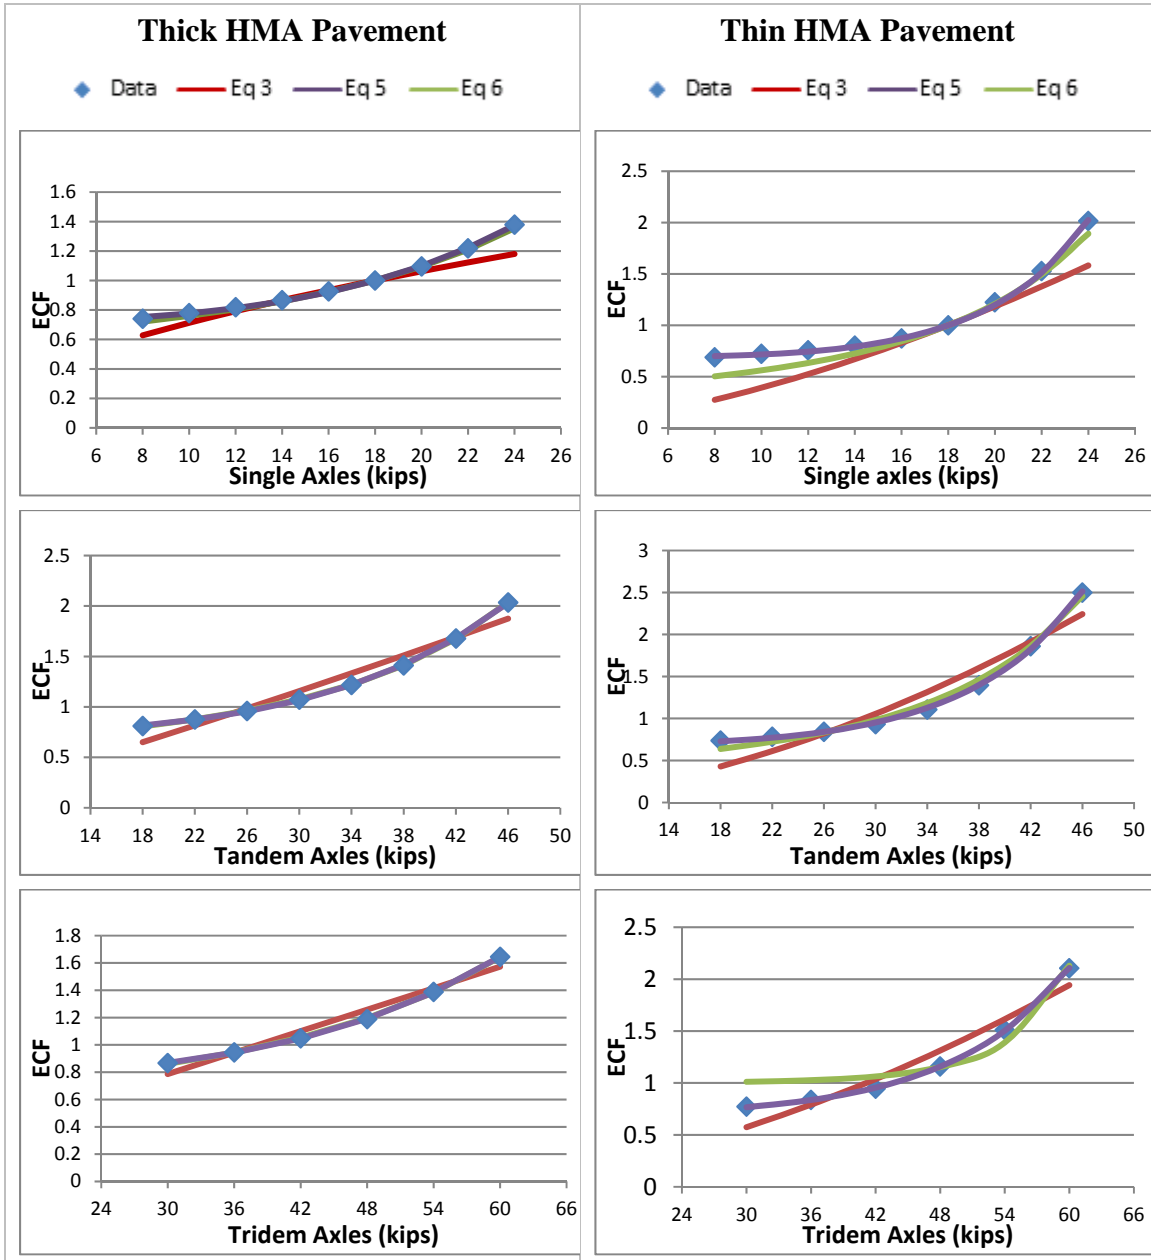 Thick HMA Pavement
Data Eq 3 Eq 5 Eq 6
ECF
1.6
1.4
1.2
1
0.8
0.6
0.4
0.2
0
6 8 10 12 14 16 18 20 22 24 26
Single Axles (kips)
ECF
2.5
2
1.5
1
0.5
0
14 18 22 26 30 34 38 42 46 50
Tandem Axles (kips)
ECF
1.8
1.6
1.4
1.2
1
0.8
0.6
0.4
0.2
0
24 30 36 42 48 54 60 66
Tridem Axles (kips)
Thin HMA Pavement
Data Eq 3 Eq 5 Eq 6
ECF
2.5
2
1.5
1
0.5
0
6 8 10 12 14 16 18 20 22 24 26
Single axles (kips)
ECF
3
2.5
2
1.5
1
0.5
0
14 18 22 26 30 34 38 42 46 50
Tandem Axles (kips)
ECF
2.5
2
1.5
1
0.5
0
24 30 36 42 48 54 60 66
Tridem Axles (kips)